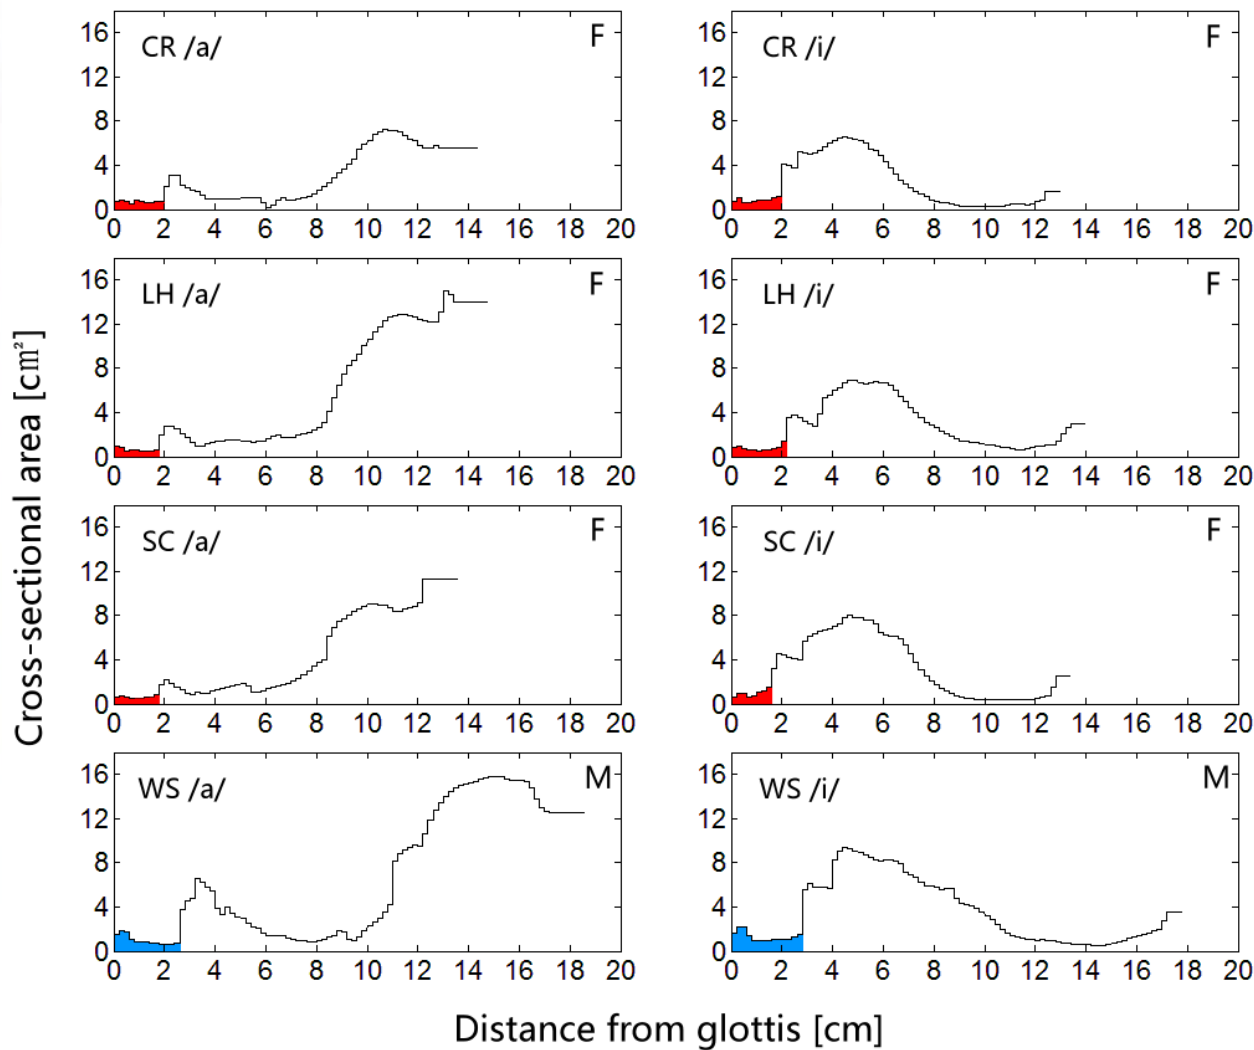 16
12
8
4
0
CR /a/
F
0 2 4 6 8 10 12 14 16 18 20
16
12
8
4
0
CR /i/
F
0 2 4 6 8 10 12 14 16 18 20
16
12
8
4
0
LH /a/
F
0 2 4 6 8 10 12 14 16 18 20
16
12
8
4
0
LH /i/
F
0 2 4 6 8 10 12 14 16 18 20
16
12
8
4
0
SC /a/
F
0 2 4 6 8 10 12 14 16 18 20
16
12
8
4
0
SC /i/
F
0 2 4 6 8 10 12 14 16 18 20
16
12
8
4
0
WS /a/
M
0 2 4 6 8 10 12 14 16 18 20
16
12
8
4
0
WS /i/
M
0 2 4 6 8 10 12 14 16 18 20
Cross-sectional area [cm²]
Distance from glottis [cm]